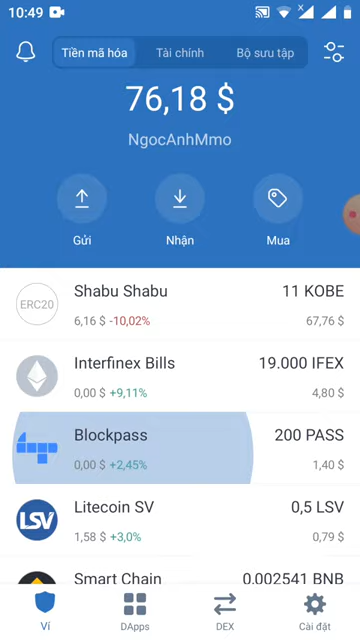 10:49
Tiền mã hóa Tài chính Bộ sưu tập
76,18 $
NgocAnhMmo
Gửi Nhận Mua
ERC20
Shabu Shabu 11 KOBE
6,16 $ -10,02% 67,76 $
Interfinex Bills 19.000 IFEX
0,00 $ +9,11% 4,80 $
Blockpass 200 PASS
0,00 $ +2,45% 1,40 $
LSV
Litecoin SV 0,5 LSV
1,58 $ +3,0% 0,79 $
Smart Chain 0,002541 BNB
Ví DApps DEX Cài đặt